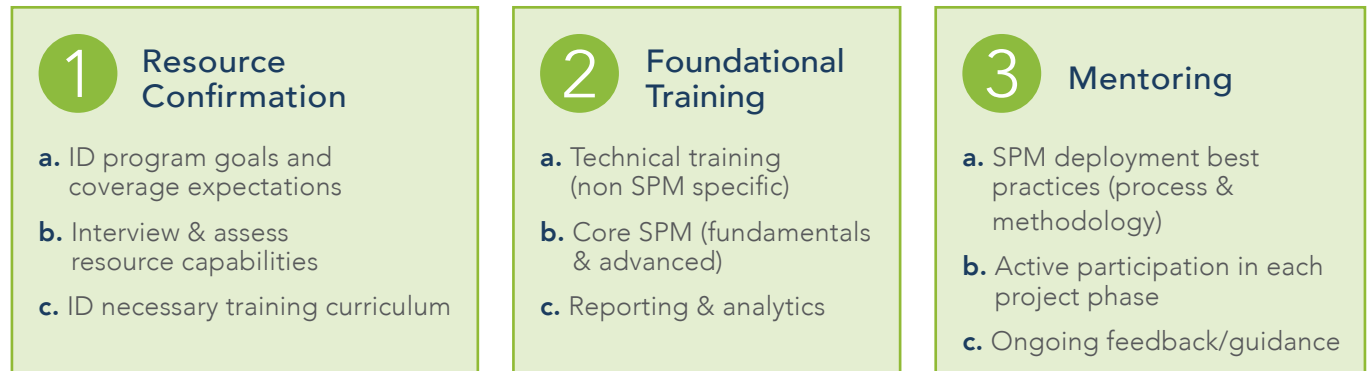 1
Resource
Confirmation
a. ID program goals and
coverage expectations
b. Interview & assess
resource capabilities
c. ID necessary training curriculum
2
Foundational
Training
a. Technical training
(non SPM specific)
b. Core SPM (fundamentals
& advanced)
c. Reporting & analytics
3
Mentoring
a. SPM deployment best
practices (process &
methodology)
b. Active participation in each
project phase
c. Ongoing feedback/guidance